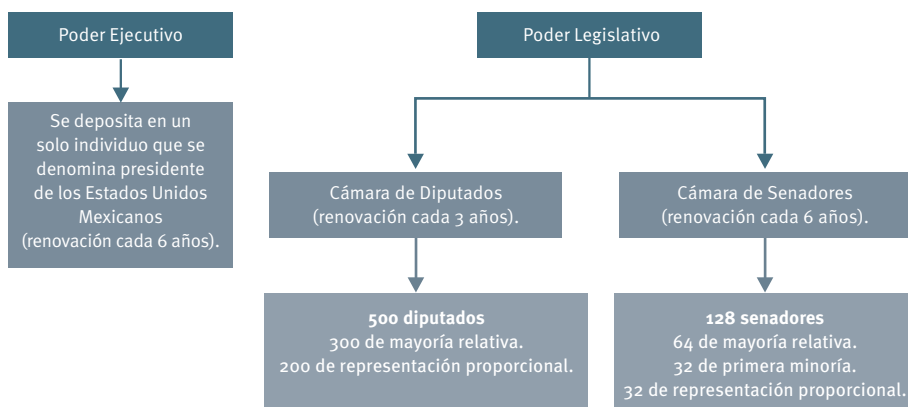 Poder Ejecutivo
Se deposita en un
solo individuo que se
denomina presidente
de los Estados Unidos
Mexicanos
(renovación cada 6 años).
Poder Legislativo
Cámara de Diputados
(renovación cada 3 años).
500 diputados
300 de mayoría relativa.
200 de representación proporcional.
Cámara de Senadores
(renovación cada 6 años).
128 senadores
64 de mayoría relativa.
32 de primera minoría.
32 de representación proporcional.